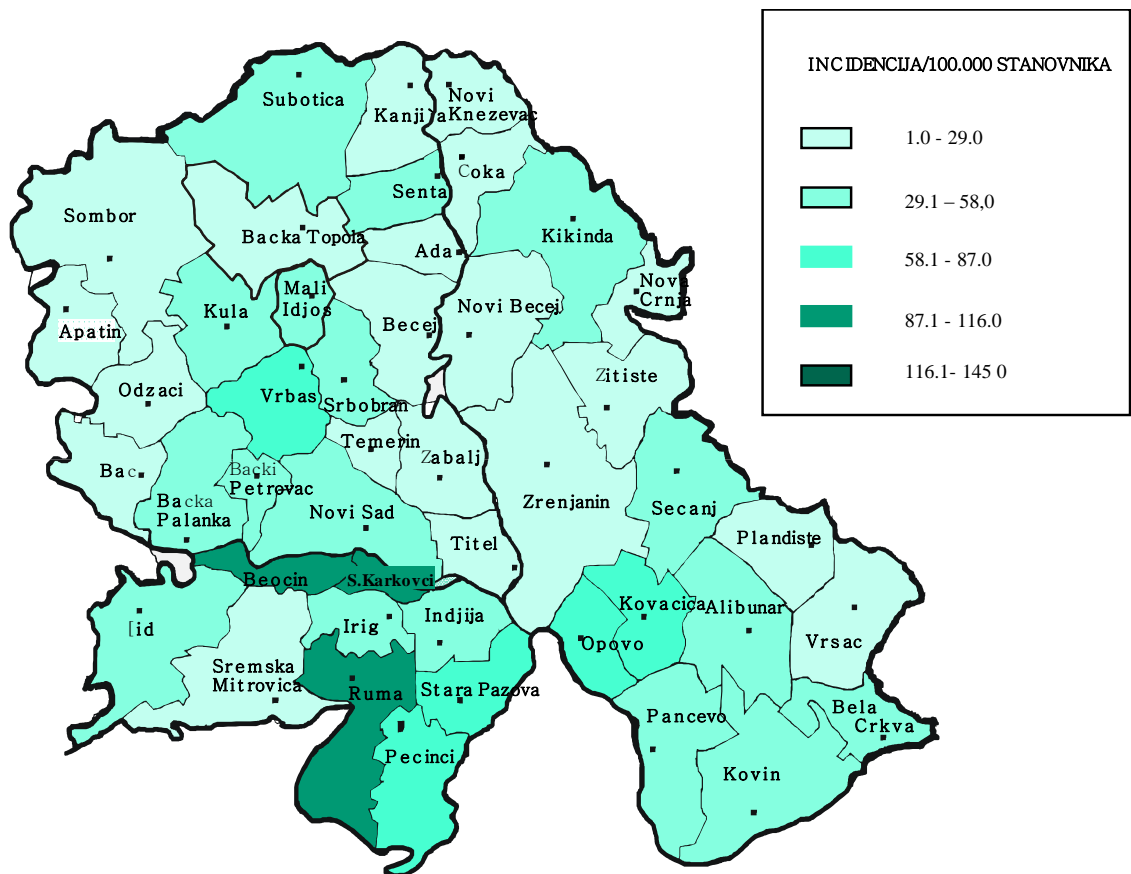 INCIDENCIJA/100.000 STANOVNIKA
1.0 - 29.0
29.1 – 58,0
58.1 - 87.0
87.1 - 116.0
116.1- 145 0
Subotica
Kanji`a
Novi
Knezevac
Senta
Coka
Sombor
Backa Topola
Ada
Kikinda
Mali
Idjos
Nova
Crnja
Apatin
Kula
Becej
Novi Becej
Odzaci
Vrbas
Srbobran
Zitiste
Temerin
Zabalj
Bac
Backi
Petrovac
Backa
Palanka
Novi Sad
Zrenjanin
Secanj
Titel
Plandiste
Beocin
S.Karkovci
[id
Irig
Indjija
Kovacica
Alibunar
Opovo
Vrsac
Sremska
Mitrovica
Ruma
Stara Pazova
Pancevo
Bela
Crkva
Pecinci
Kovin